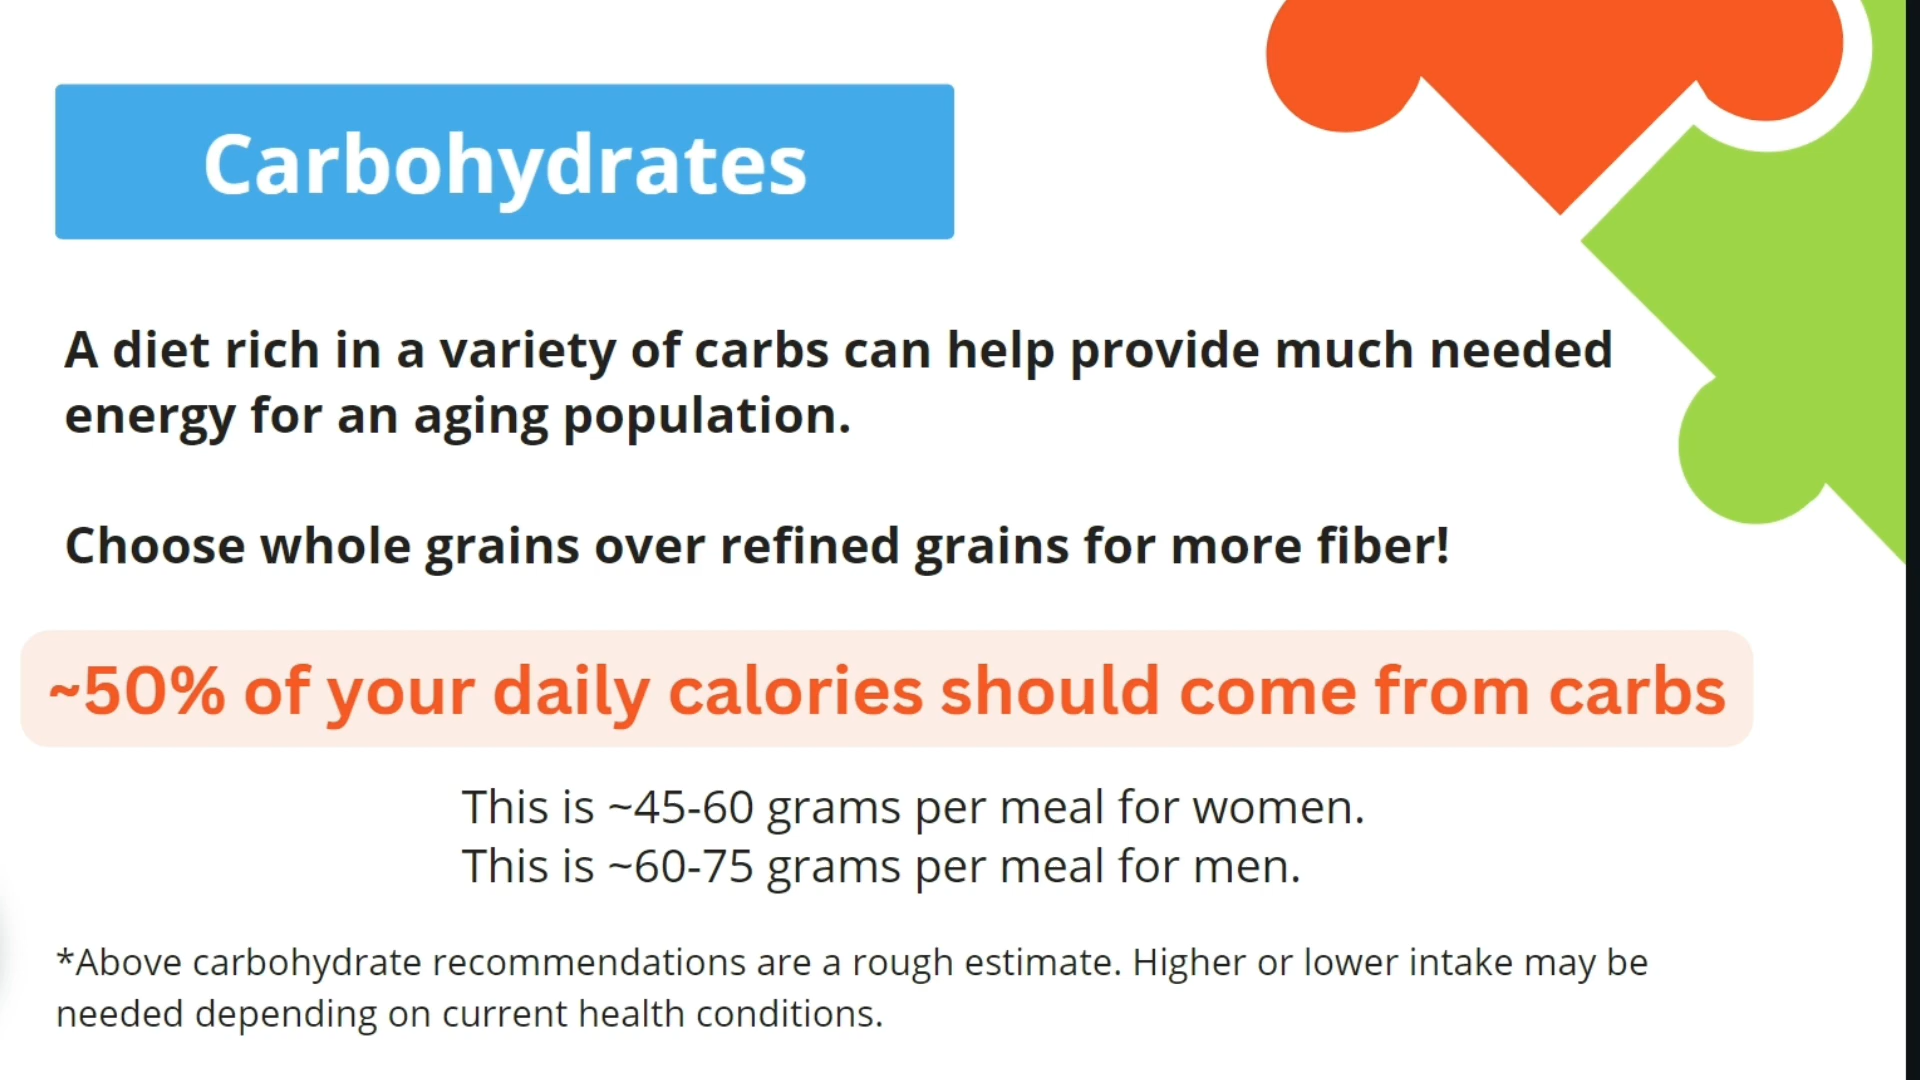 Carbohydrates
A diet rich in a variety of carbs can help provide much needed
energy for an aging population.
Choose whole grains over refined grains for more fiber!
~50% of your daily calories should come from carbs
This is ~45-60 grams per meal for women.
This is ~60-75 grams per meal for men.
*Above carbohydrate recommendations are a rough estimate. Higher or lower intake may be
needed depending on current health conditions.